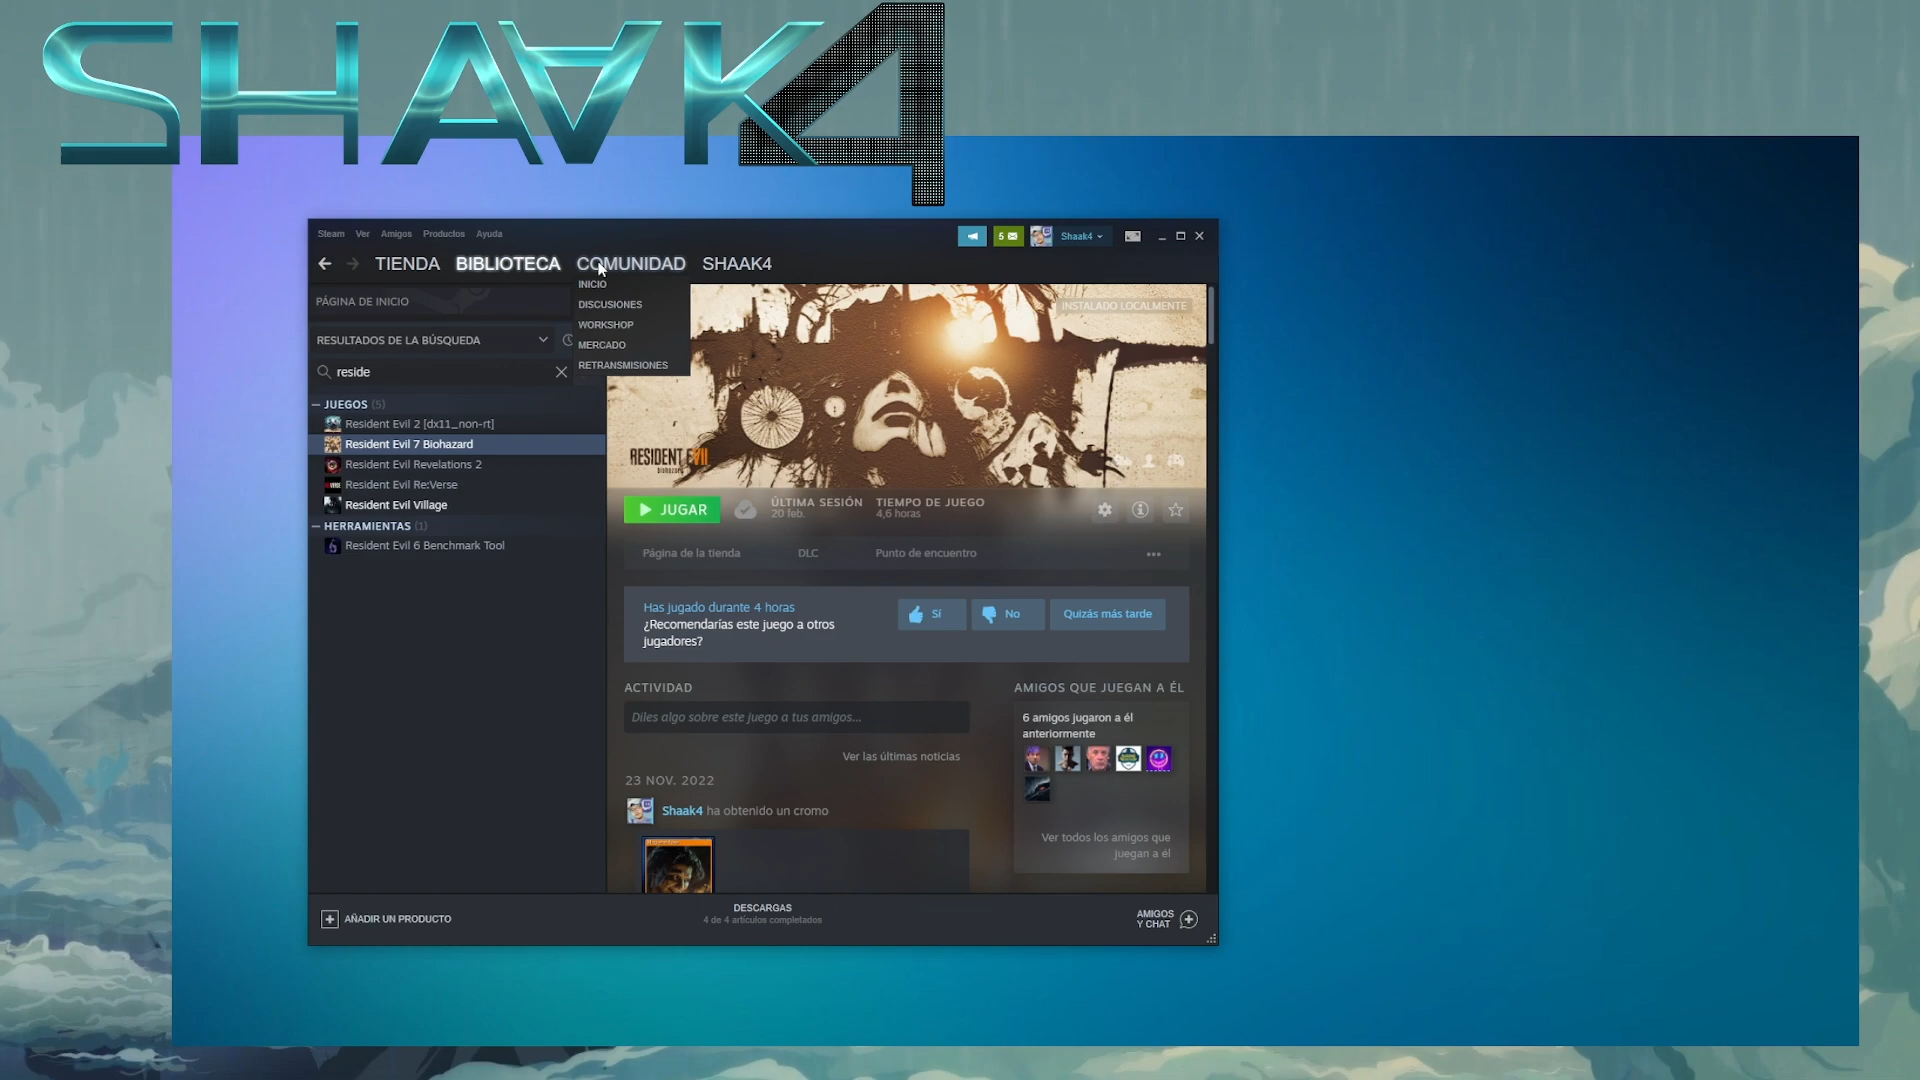 SHAAK4
Steam Ver Amigos Productos Ayuda
5
Shaak4
TIENDA BIBLIOTECA COMUNIDAD SHAAK4
INICIO
DISCUSIONES
WORKSHOP
MERCADO
RETRANSMISIONES
PÁGINA DE INICIO
RESULTADOS DE LA BÚSQUEDA
reside
JUEGOS (5)
Resident Evil 2 [dx11_non-rt]
Resident Evil 7 Biohazard
Resident Evil Revelations 2
Resident Evil Re:Verse
Resident Evil Village
HERRAMIENTAS (1)
Resident Evil 6 Benchmark Tool
INSTALADO LOCALMENTE
RESIDENT EVII
biohazard
JUGAR
ÚLTIMA SESIÓN
20 feb.
TIEMPO DE JUEGO
4,6 horas
Página de la tienda DLC Punto de encuentro
Has jugado durante 4 horas
¿Recomendarías este juego a otros
jugadores?
Sí No Quizás más tarde
ACTIVIDAD
Diles algo sobre este juego a tus amigos...
Ver las últimas noticias
23 NOV. 2022
Shaak4 ha obtenido un cromo
AMIGOS QUE JUEGAN A ÉL
6 amigos jugaron a él
anteriormente
Ver todos los amigos que
juegan a él
AÑADIR UN PRODUCTO
DESCARGAS
4 de 4 artículos completados
AMIGOS
Y CHAT